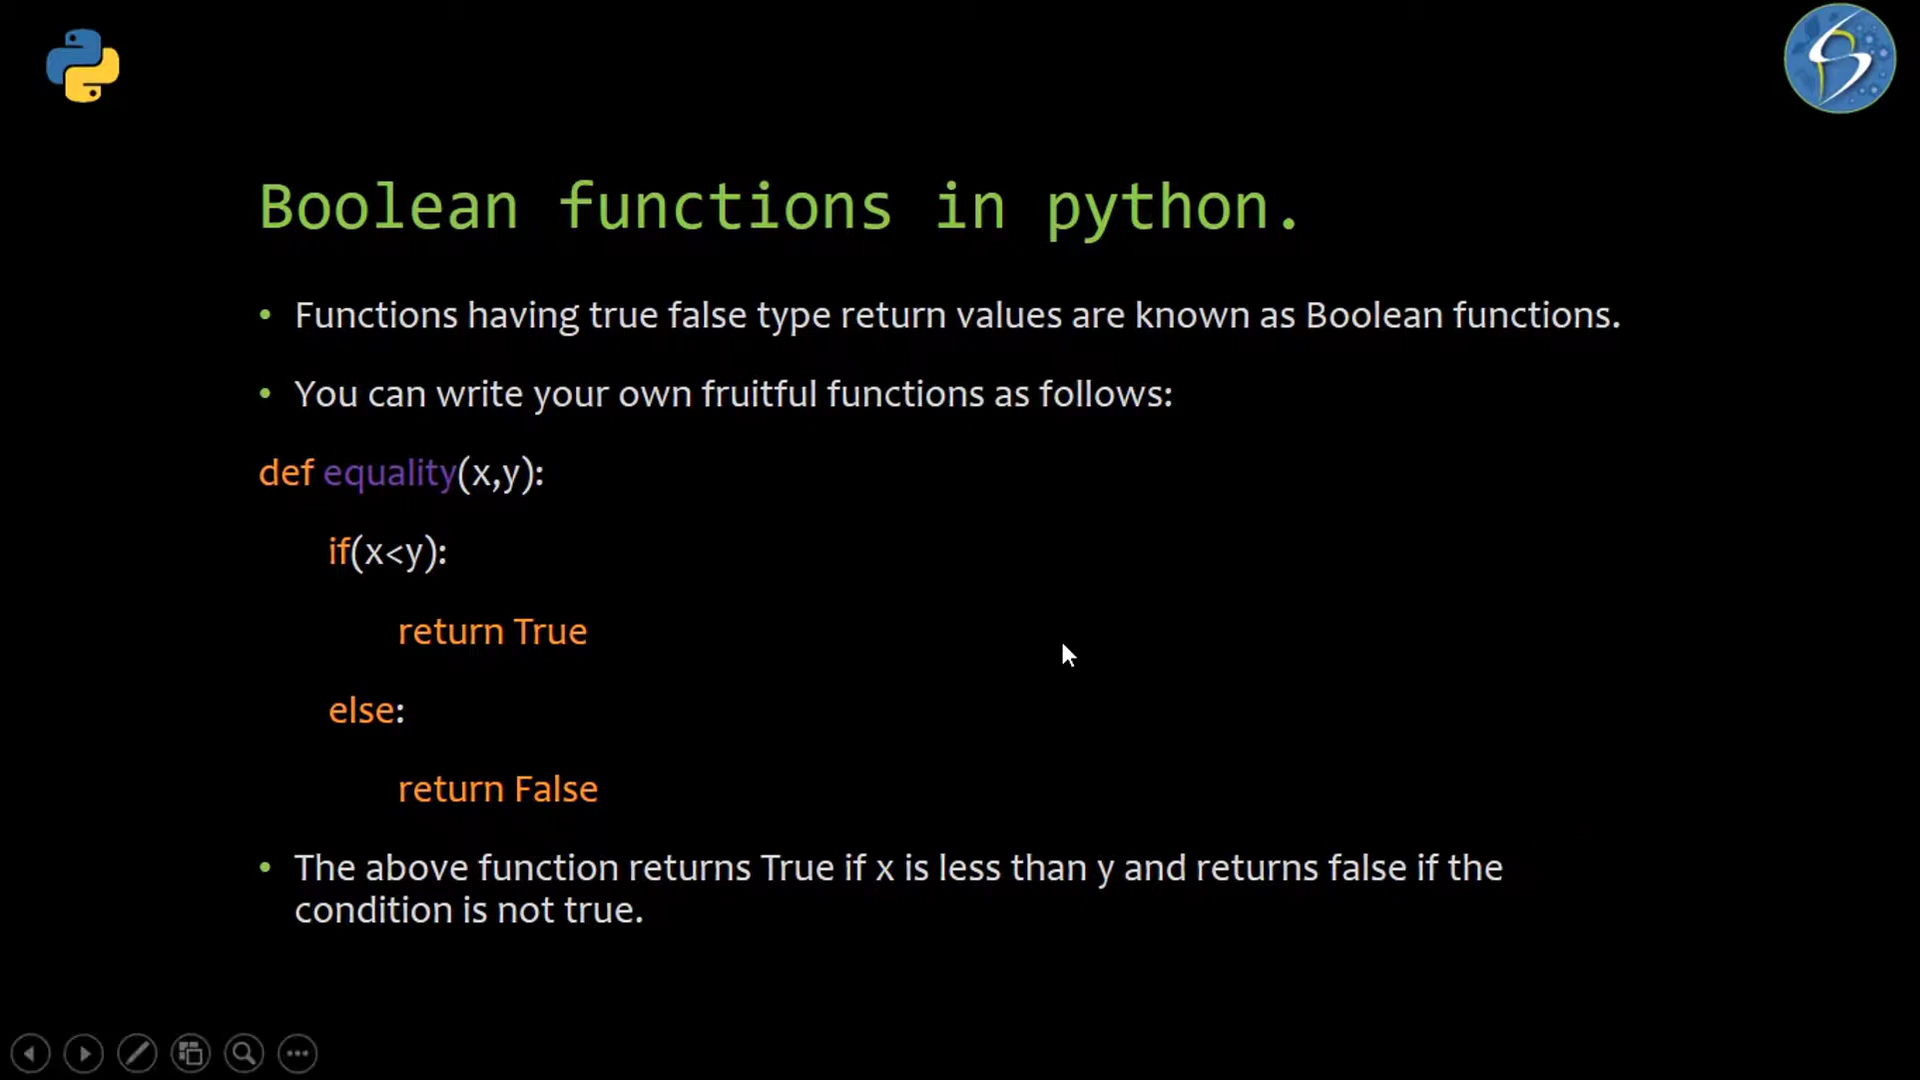 Boolean functions in python.
• Functions having true false type return values are known as Boolean functions.
• You can write your own fruitful functions as follows:
def equality(x,y):
if(x<y):
return True
else:
return False
• The above function returns True if x is less than y and returns false if the
condition is not true.